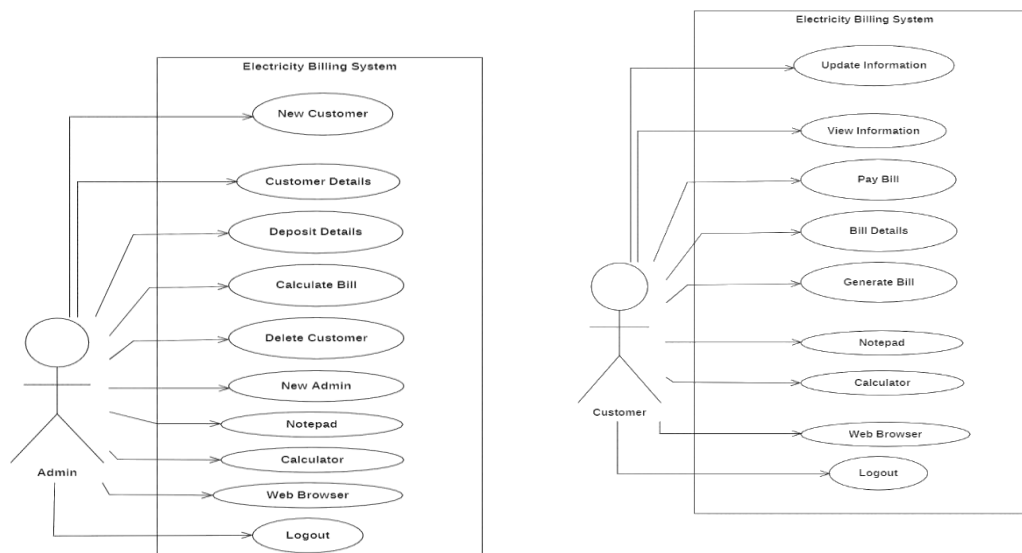 Electricity Billing System
New Customer
Customer Details
Deposit Details
Calculate Bill
Delete Customer
New Admin
Notepad
Calculator
Web Browser
Logout
Admin
Electricity Billing System
Update Information
View Information
Pay Bill
Bill Details
Generate Bill
Notepad
Calculator
Web Browser
Logout
Customer